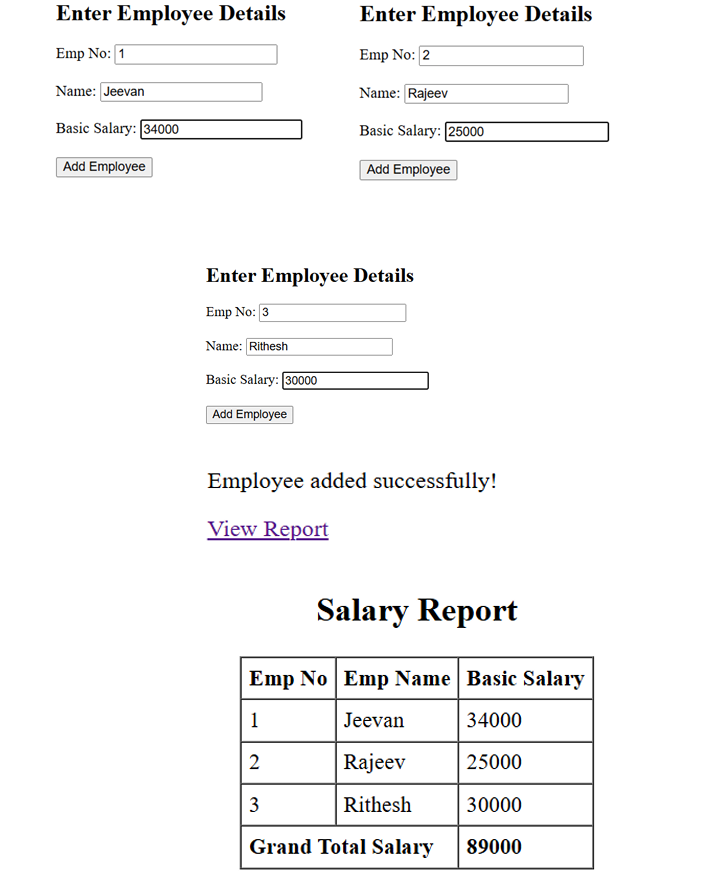 Enter Employee Details
Emp No: 1
Name: Jeevan
Basic Salary: 34000
Add Employee
Enter Employee Details
Emp No: 2
Name: Rajeev
Basic Salary: 25000
Add Employee
Enter Employee Details
Emp No: 3
Name: Rithesh
Basic Salary: 30000
Add Employee
Employee added successfully!
View Report
Salary Report
Emp No Emp Name Basic Salary
1 Jeevan 34000
2 Rajeev 25000
3 Rithesh 30000
Grand Total Salary 89000